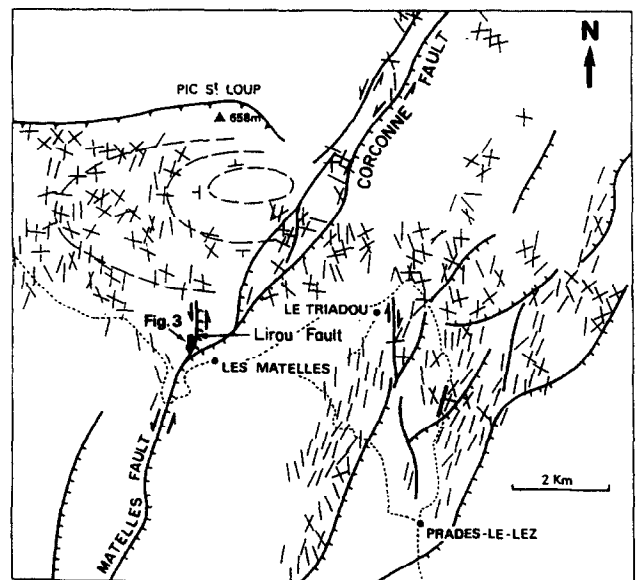 N
PIC Sᵗ LOUP
658m
CORCONNE FAULT
LE TRIADOU
Fig. 3
Lirou Fault
LES MATELLES
MATELLES FAULT
2 Km
PRADES-LE-LEZ